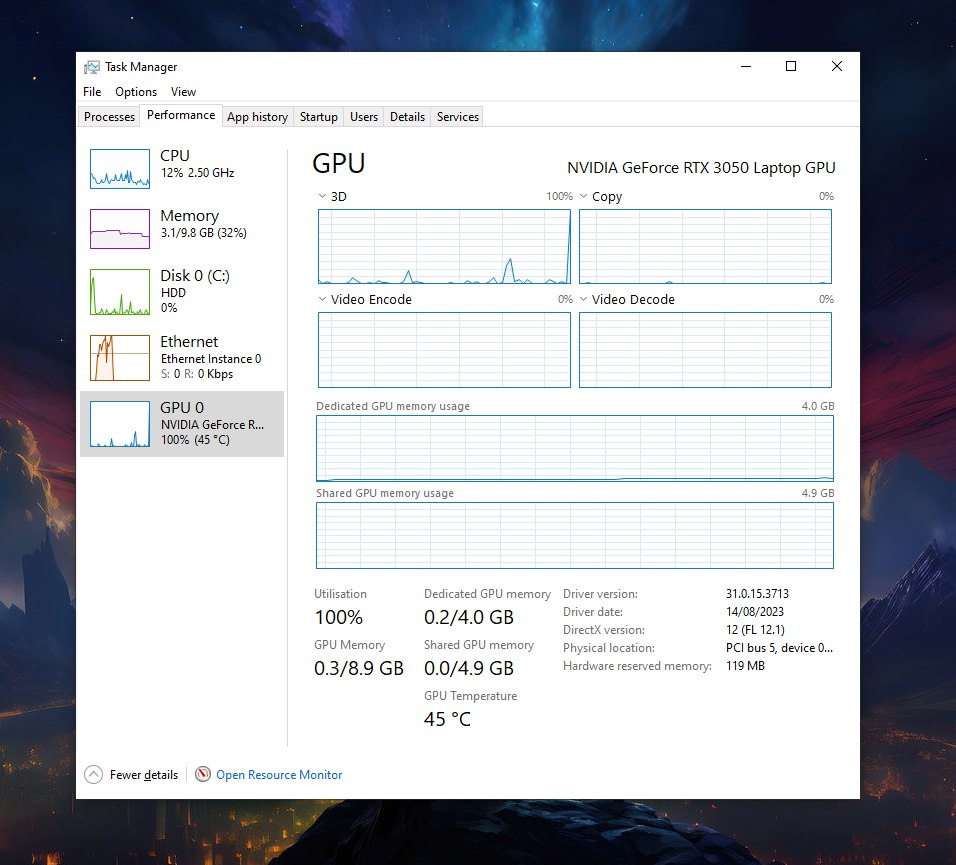 Task Manager
File Options View
Processes Performance App history Startup Users Details Services
CPU
12% 2.50 GHz
Memory
3.1/9.8 GB (32%)
Disk 0 (C:)
HDD
0%
Ethernet
Ethernet Instance 0
S: 0 R: 0 Kbps
GPU 0
NVIDIA GeForce R...
100% (45 °C)
GPU
NVIDIA GeForce RTX 3050 Laptop GPU
3D 100%
Copy 0%
Video Encode 0%
Video Decode 0%
Dedicated GPU memory usage 4.0 GB
Shared GPU memory usage 4.9 GB
Utilisation
100%
Dedicated GPU memory
0.2/4.0 GB
GPU Memory
0.3/8.9 GB
Shared GPU memory
0.0/4.9 GB
GPU Temperature
45 °C
Driver version: 31.0.15.3713
Driver date: 14/08/2023
DirectX version: 12 (FL 12.1)
Physical location: PCI bus 5, device 0...
Hardware reserved memory: 119 MB
Fewer details
Open Resource Monitor